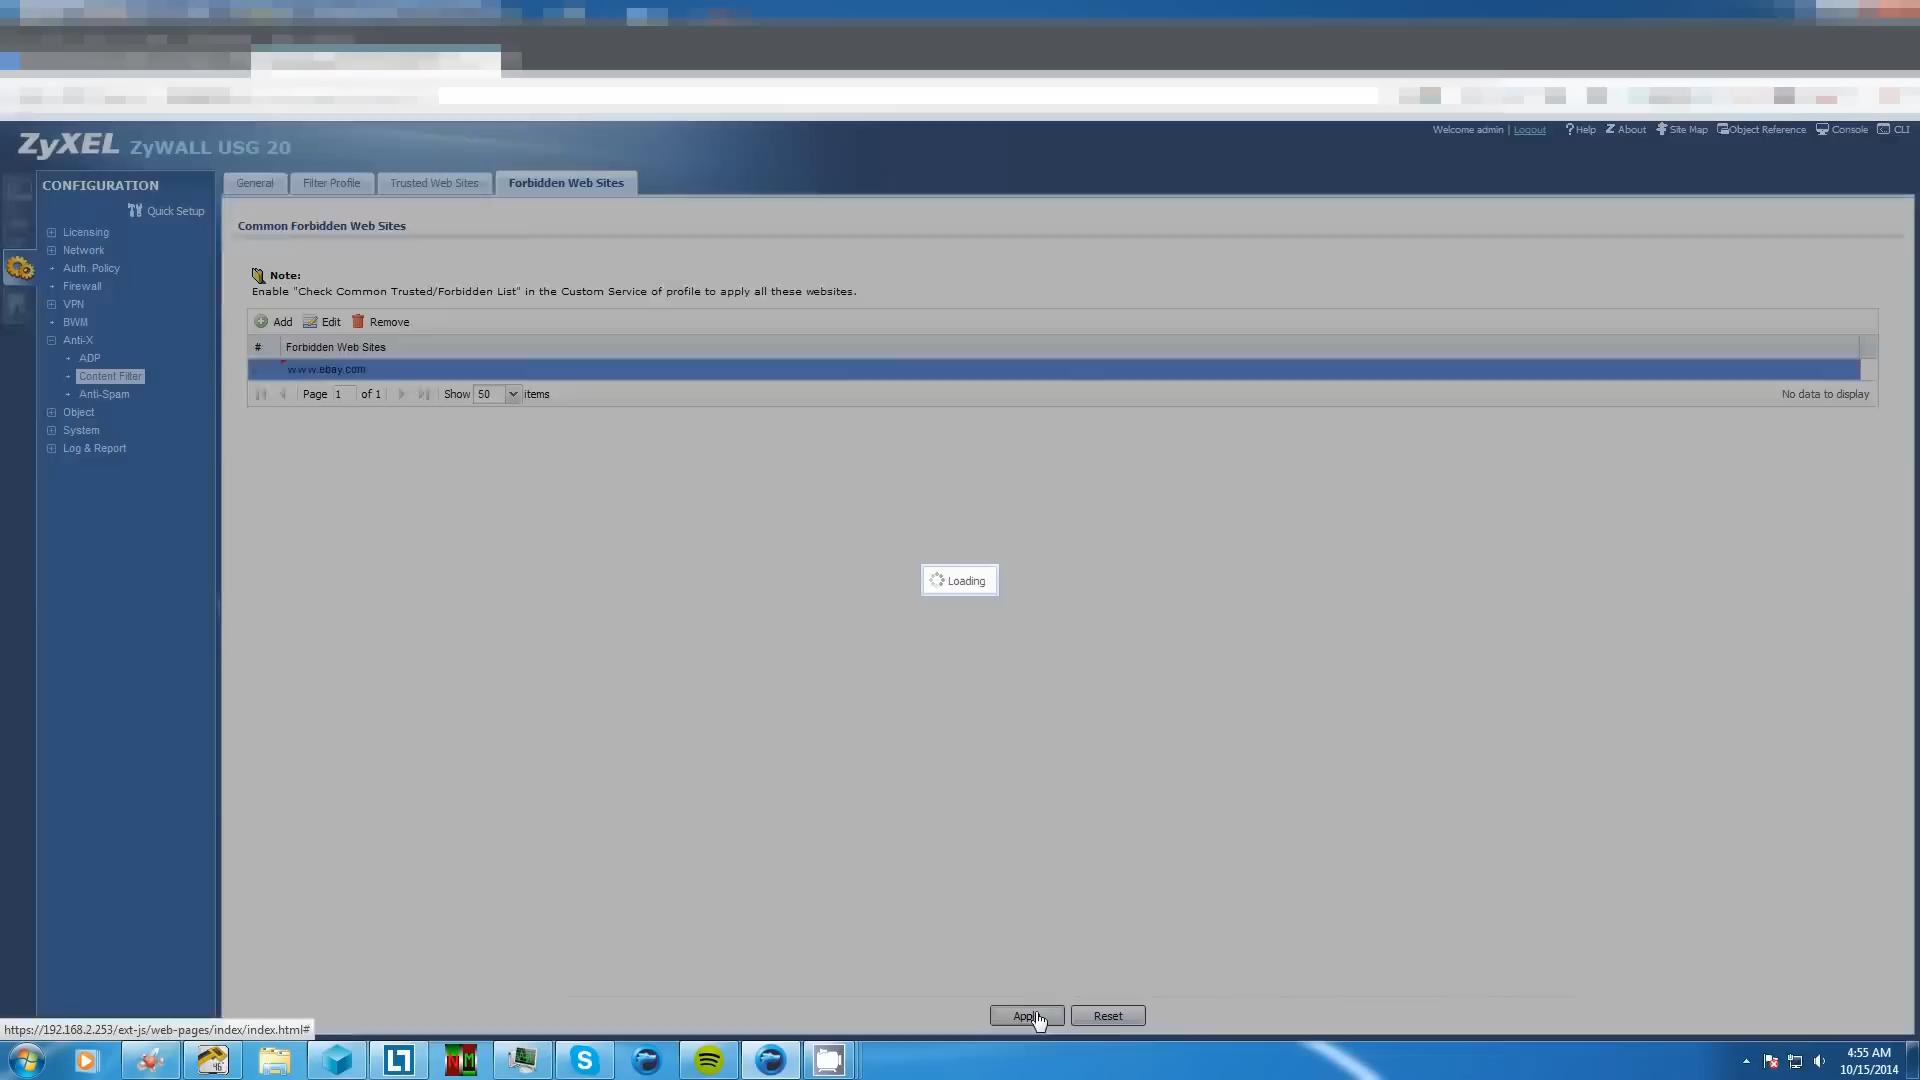 ZyXEL ZyWALL USG 20
Welcome admin | Logout ?Help Z About Site Map Object Reference Console CLI
CONFIGURATION
Quick Setup
Licensing
Network
Auth. Policy
Firewall
VPN
BWM
Anti-X
ADP
Content Filter
Anti-Spam
Object
System
Log & Report
General Filter Profile Trusted Web Sites Forbidden Web Sites
Common Forbidden Web Sites
Note:
Enable "Check Common Trusted/Forbidden List" in the Custom Service of profile to apply all these websites.
Add Edit Remove
# Forbidden Web Sites
www.ebay.com
Page 1 of 1 Show 50 items No data to display
Loading
Apply Reset
https://192.168.2.253/ext-js/web-pages/index/index.html#
4:55 AM
10/15/2014